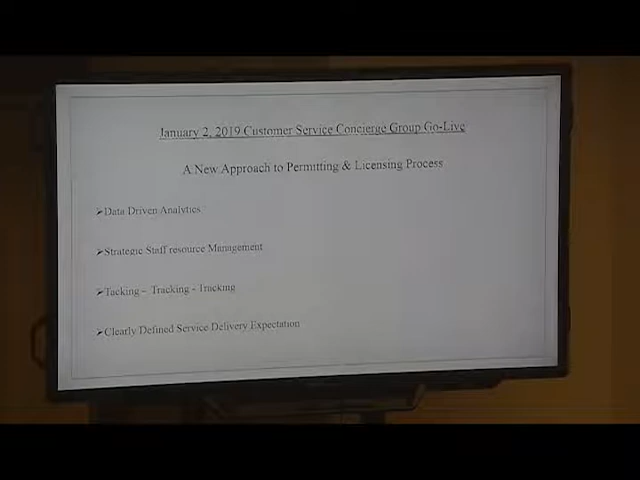 January 2, 2019 Customer Service Concierge Group Go-Live
A New Approach to Permitting & Licensing Process
➢Data Driven Analytics
➢Strategic Staff resource Management
➢Tacking – Tracking - Tracking
➢Clearly Defined Service Delivery Expectation